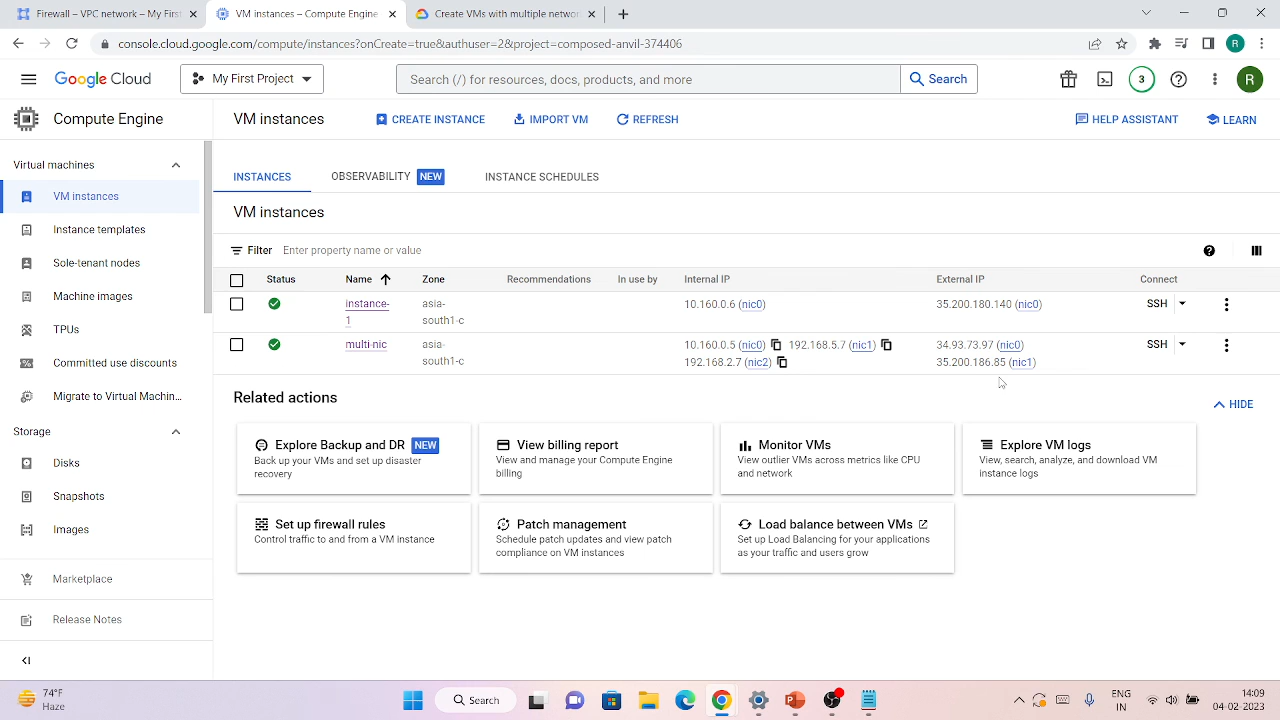 Firewall – VPC network – My First
VM instances – Compute Engine
Create VMs with multiple networ
console.cloud.google.com/compute/instances?onCreate=true&authuser=2&project=composed-anvil-374406
R
Google Cloud
My First Project
Search (/) for resources, docs, products, and more
Search
3
R
Compute Engine
VM instances
CREATE INSTANCE
IMPORT VM
REFRESH
HELP ASSISTANT
LEARN
Virtual machines
VM instances
Instance templates
Sole-tenant nodes
Machine images
TPUs
Committed use discounts
Migrate to Virtual Machin...
Storage
Disks
Snapshots
Images
Marketplace
Release Notes
INSTANCES
OBSERVABILITY NEW
INSTANCE SCHEDULES
VM instances
Filter Enter property name or value
Status Name Zone Recommendations In use by Internal IP External IP Connect
instance- asia- 10.160.0.6 (nic0) 35.200.180.140 (nic0) SSH
1 south1-c
multi-nic asia- 10.160.0.5 (nic0) 192.168.5.7 (nic1) 34.93.73.97 (nic0) SSH
south1-c 192.168.2.7 (nic2) 35.200.186.85 (nic1)
Related actions
HIDE
Explore Backup and DR NEW
Back up your VMs and set up disaster
recovery
View billing report
View and manage your Compute Engine
billing
Monitor VMs
View outlier VMs across metrics like CPU
and network
Explore VM logs
View, search, analyze, and download VM
instance logs
Set up firewall rules
Control traffic to and from a VM instance
Patch management
Schedule patch updates and view patch
compliance on VM instances
Load balance between VMs
Set up Load Balancing for your applications
as your traffic and users grow
74°F
Haze
Search
ENG
IN
14:09
04-02-2023